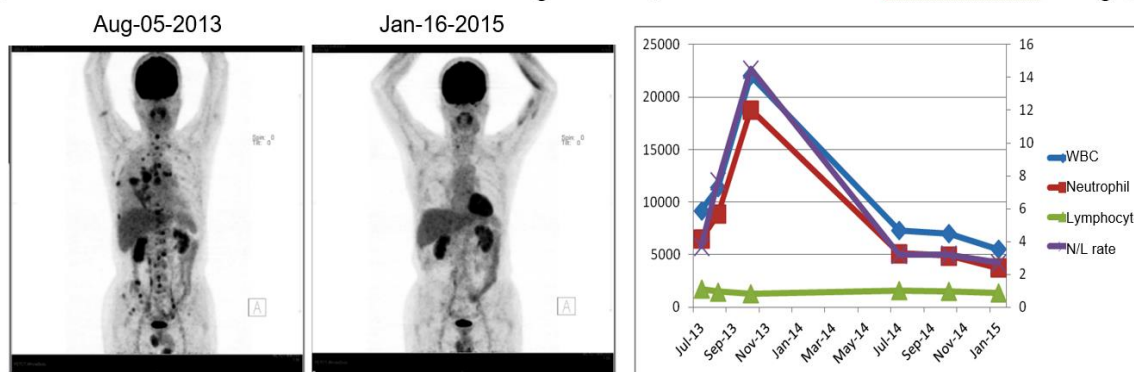 Aug-05-2013
Jan-16-2015
A
A
25000
20000
15000
10000
5000
0
16
14
12
10
8
6
4
2
0
Jul-13
Sep-13
Nov-13
Jan-14
Mar-14
May-14
Jul-14
Sep-14
Nov-14
Jan-15
WBC
Neutrophil
Lymphocyt
N/L rate